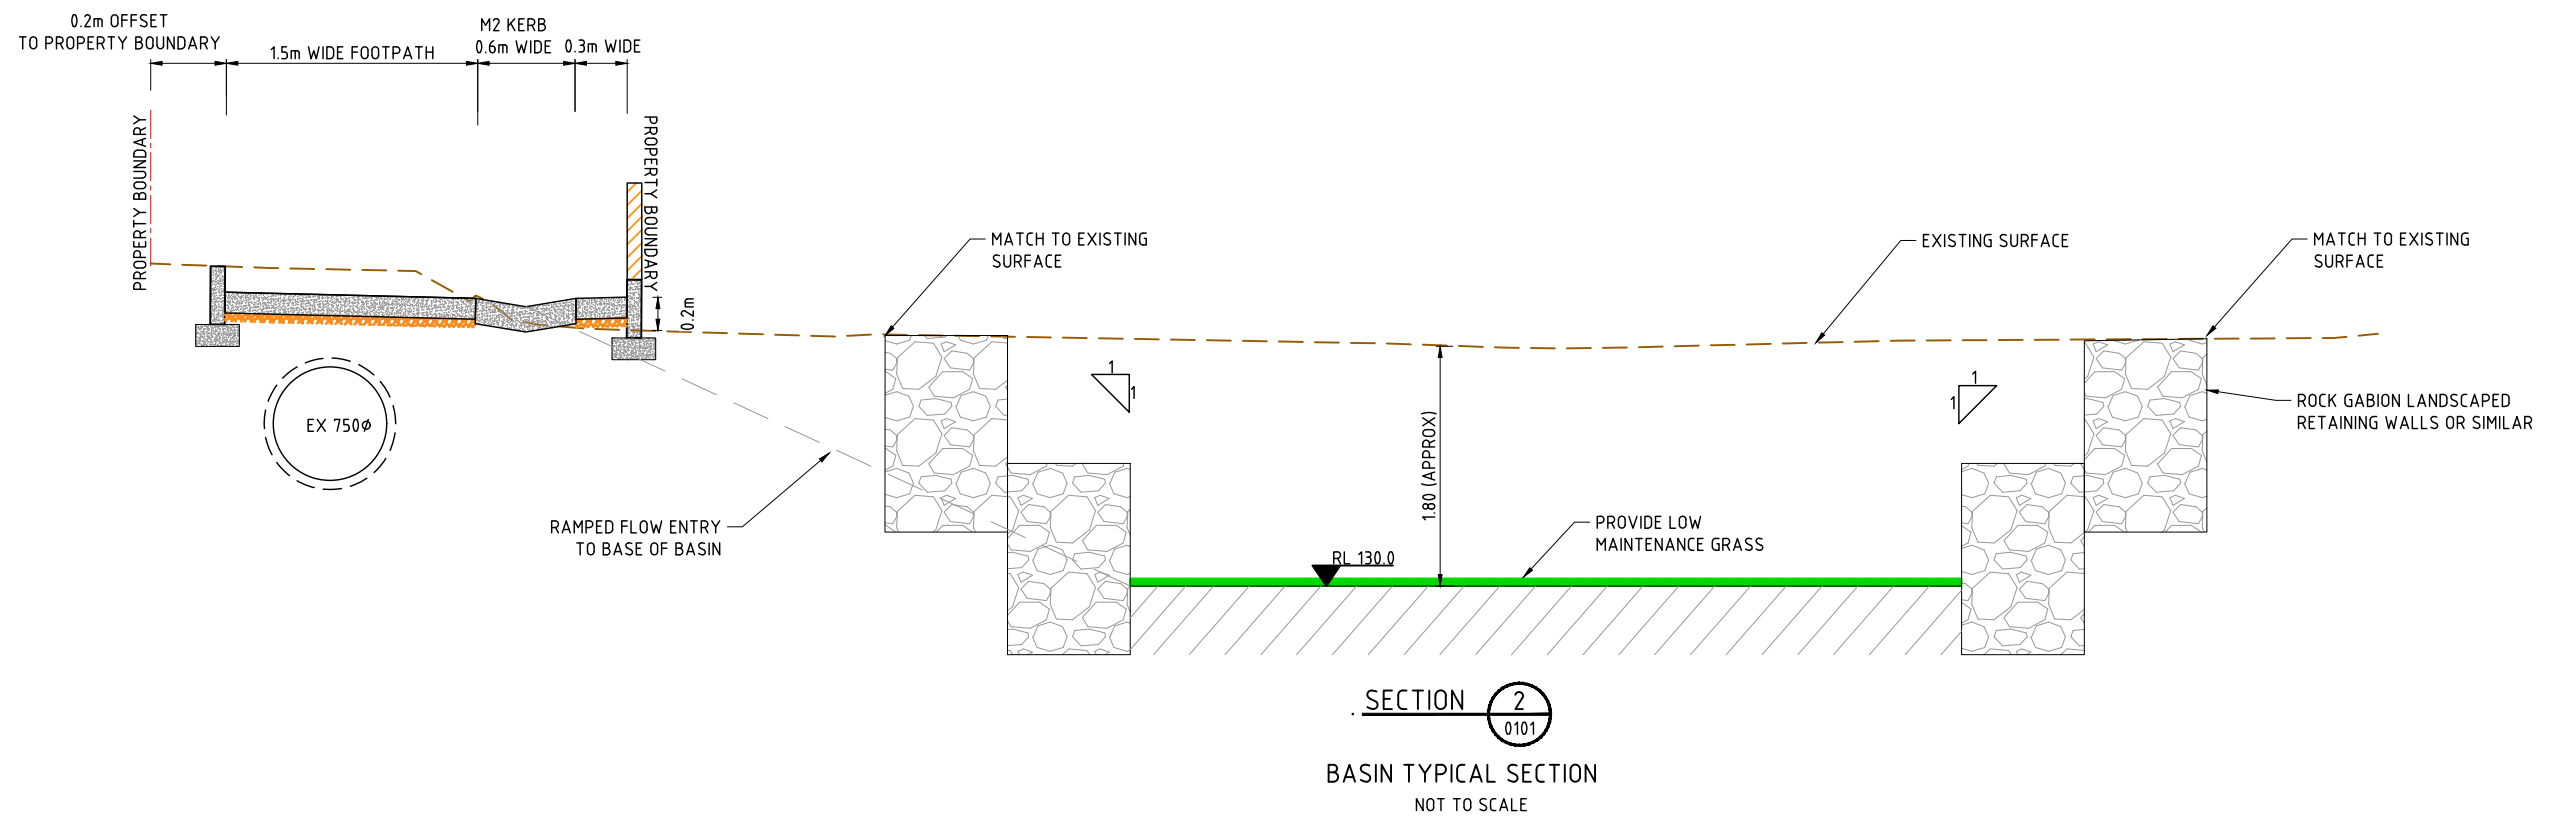 0.2m OFFSET
TO PROPERTY BOUNDARY
1.5m WIDE FOOTPATH
M2 KERB
0.6m WIDE
0.3m WIDE
PROPERTY BOUNDARY
PROPERTY BOUNDARY
0.2m
EX 750Ø
MATCH TO EXISTING
SURFACE
EXISTING SURFACE
MATCH TO EXISTING
SURFACE
1
1
1
1
ROCK GABION LANDSCAPED
RETAINING WALLS OR SIMILAR
1.80 (APPROX)
RAMPED FLOW ENTRY
TO BASE OF BASIN
RL 130.0
PROVIDE LOW
MAINTENANCE GRASS
SECTION
2
0101
BASIN TYPICAL SECTION
NOT TO SCALE